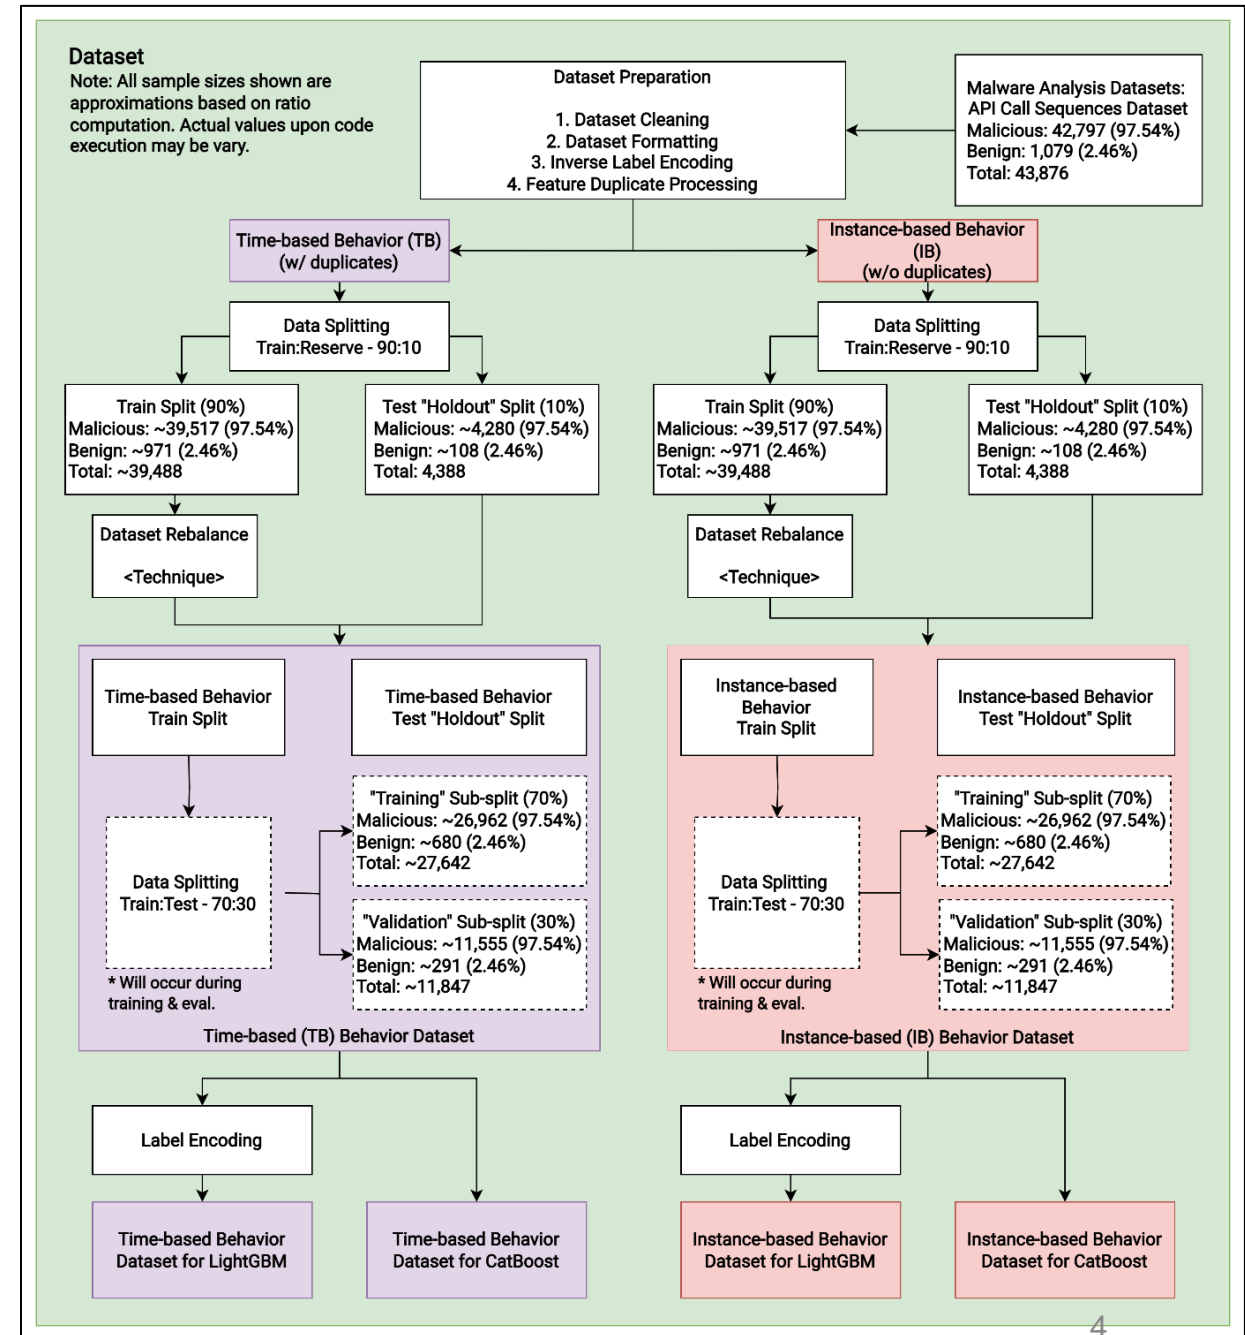 Dataset
Note: All sample sizes shown are
approximations based on ratio
computation. Actual values upon code
execution may be vary.
Dataset Preparation
1. Dataset Cleaning
2. Dataset Formatting
3. Inverse Label Encoding
4. Feature Duplicate Processing
Malware Analysis Datasets:
API Call Sequences Dataset
Malicious: 42,797 (97.54%)
Benign: 1,079 (2.46%)
Total: 43,876
Time-based Behavior (TB)
(w/ duplicates)
Instance-based Behavior
(IB)
(w/o duplicates)
Data Splitting
Train:Reserve - 90:10
Data Splitting
Train:Reserve - 90:10
Train Split (90%)
Malicious: ~39,517 (97.54%)
Benign: ~971 (2.46%)
Total: ~39,488
Test "Holdout" Split (10%)
Malicious: ~4,280 (97.54%)
Benign: ~108 (2.46%)
Total: 4,388
Train Split (90%)
Malicious: ~39,517 (97.54%)
Benign: ~971 (2.46%)
Total: ~39,488
Test "Holdout" Split (10%)
Malicious: ~4,280 (97.54%)
Benign: ~108 (2.46%)
Total: 4,388
Dataset Rebalance
<Technique>
Dataset Rebalance
<Technique>
Time-based Behavior
Train Split
Time-based Behavior
Test "Holdout" Split
Instance-based
Behavior
Train Split
Instance-based Behavior
Test "Holdout" Split
Data Splitting
Train:Test - 70:30
"Training" Sub-split (70%)
Malicious: ~26,962 (97.54%)
Benign: ~680 (2.46%)
Total: ~27,642
"Validation" Sub-split (30%)
Malicious: ~11,555 (97.54%)
Benign: ~291 (2.46%)
Total: ~11,847
* Will occur during
training & eval.
Time-based (TB) Behavior Dataset
Data Splitting
Train:Test - 70:30
"Training" Sub-split (70%)
Malicious: ~26,962 (97.54%)
Benign: ~680 (2.46%)
Total: ~27,642
"Validation" Sub-split (30%)
Malicious: ~11,555 (97.54%)
Benign: ~291 (2.46%)
Total: ~11,847
* Will occur during
training & eval.
Instance-based (IB) Behavior Dataset
Label Encoding
Label Encoding
Time-based Behavior
Dataset for LightGBM
Time-based Behavior
Dataset for CatBoost
Instance-based Behavior
Dataset for LightGBM
Instance-based Behavior
Dataset for CatBoost
4